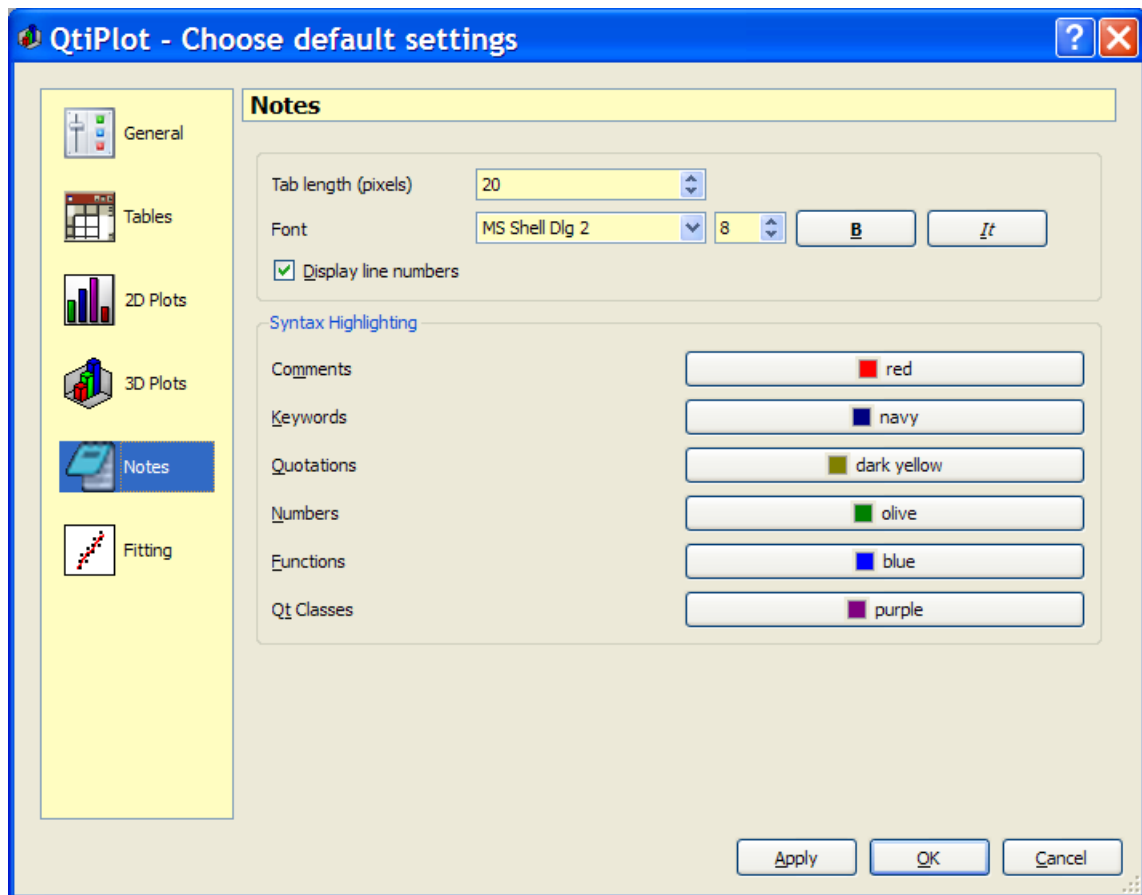 QtiPlot - Choose default settings
General
Tables
2D Plots
3D Plots
Notes
Fitting
Notes
Tab length (pixels) 20
Font MS Shell Dlg 2 8 B It
Display line numbers
Syntax Highlighting
Comments red
Keywords navy
Quotations dark yellow
Numbers olive
Functions blue
Qt Classes purple
Apply OK Cancel